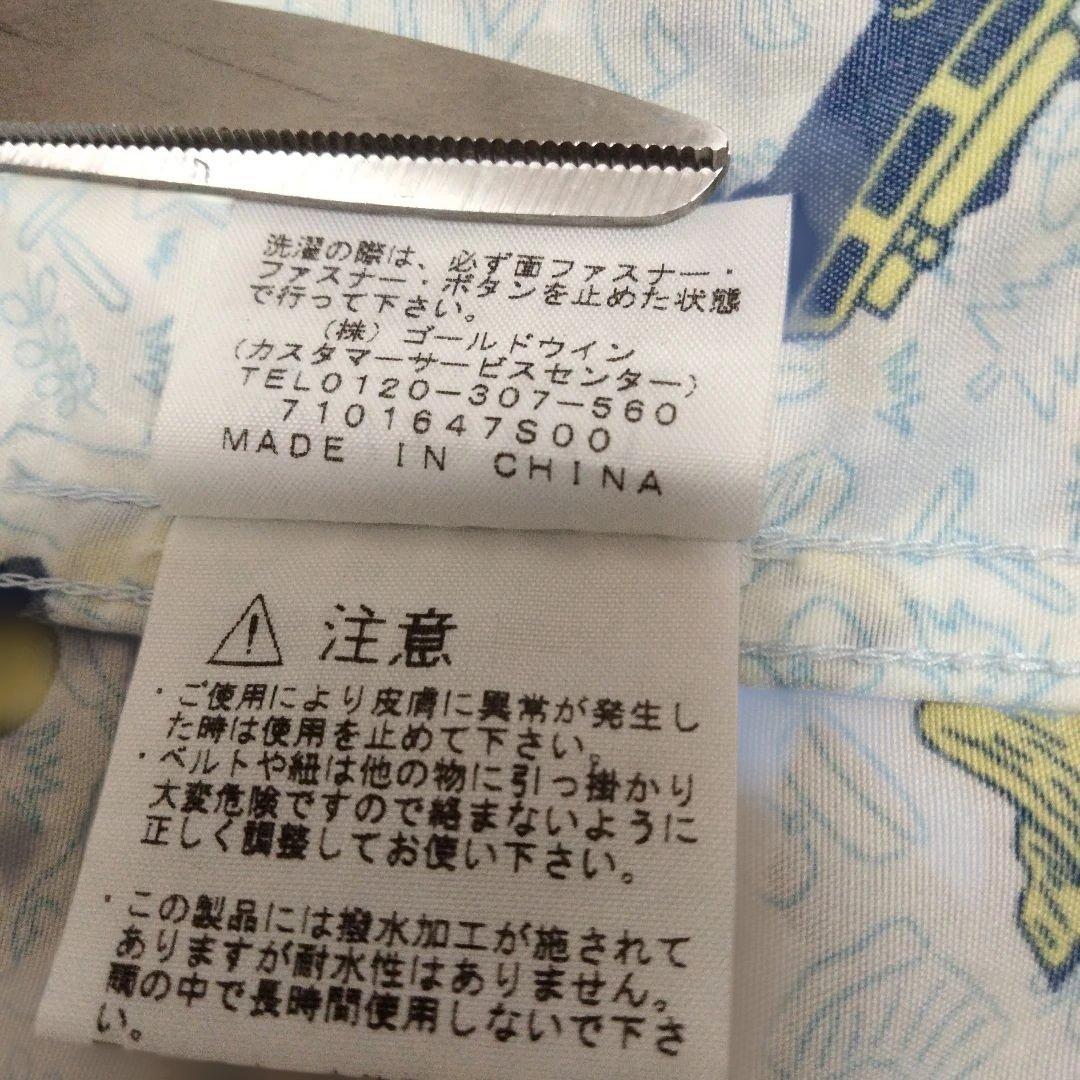 洗濯の際は、必ず面ファスナー・
ファスナー・ボタンを止めた状態
で行って下さい。
(株)ゴールドウイン
(カスタマーサービスセンター)
TEL0120-307-560
7101647S00
MADE IN CHINA
注意
・ご使用により皮膚に異常が発生し
た時は使用を止めて下さい。
・ベルトや紐は他の物に引っ掛かり
大変危険ですので絡まないように
正しく調整してお使い下さい。
・この製品には撥水加工が施されて
ありますが耐水性はありません。
雨の中で長時間使用しないで下さ
い。